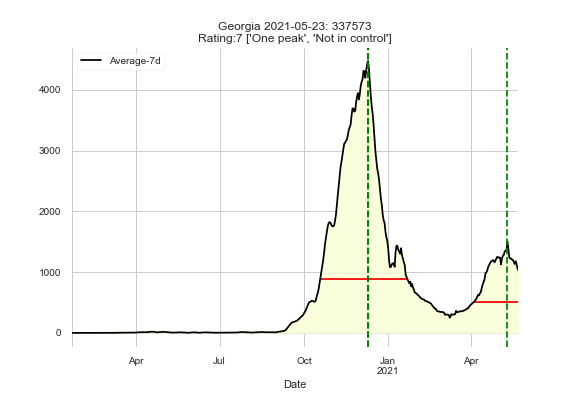 Georgia 2021-05-23: 337573
Rating:7 ['One peak', 'Not in control']
Average-7d
4000
3000
2000
1000
0
Apr
Jul
Oct
Jan
2021
Apr
Date